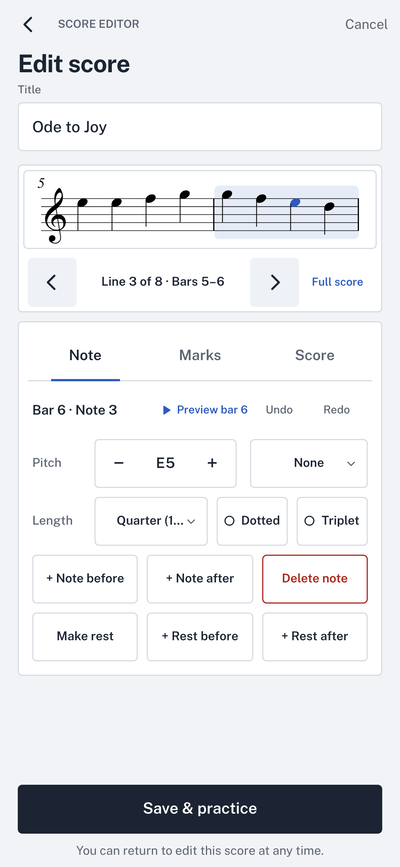 SCORE EDITOR
Cancel
Edit score
Title
Ode to Joy
5
Line 3 of 8 · Bars 5–6
Full score
Note
Marks
Score
Bar 6 · Note 3
Preview bar 6
Undo
Redo
Pitch
− E5 +
None
Length
Quarter (1...
Dotted
Triplet
+ Note before
+ Note after
Delete note
Make rest
+ Rest before
+ Rest after
Save & practice
You can return to edit this score at any time.